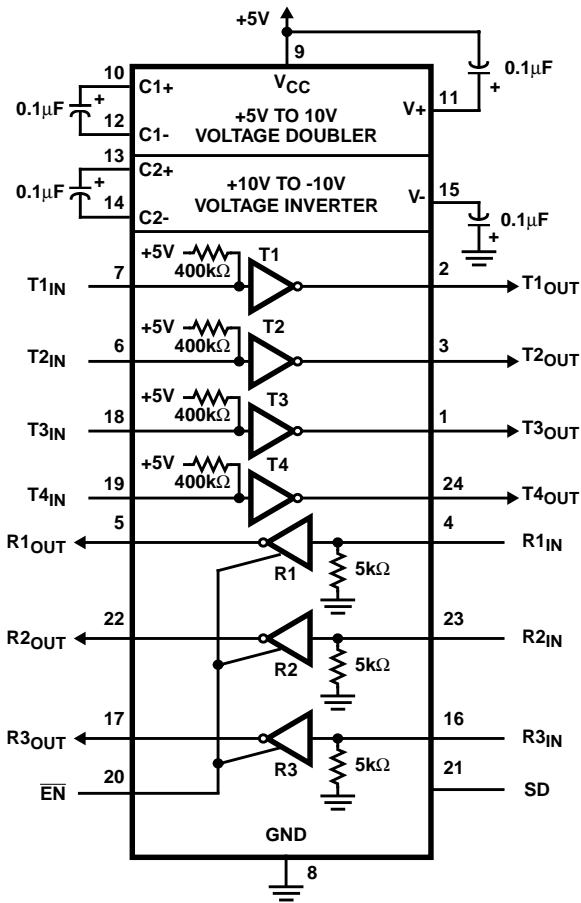 +5V
9
V_CC
10
C1+
0.1μF
+
12
C1-
+5V TO 10V
VOLTAGE DOUBLER
V+
11
0.1μF
+
13
C2+
0.1μF
+
14
C2-
+10V TO -10V
VOLTAGE INVERTER
V-
15
0.1μF
+
+5V
400kΩ
T1
T1IN
7
2
T1OUT
+5V
400kΩ
T2
T2IN
6
3
T2OUT
+5V
400kΩ
T3
T3IN
18
1
T3OUT
+5V
400kΩ
T4
T4IN
19
24
T4OUT
R1OUT
5
4
R1IN
R1
5kΩ
R2OUT
22
23
R2IN
R2
5kΩ
R3OUT
17
16
R3IN
R3
5kΩ
E̅N̅
20
21
SD
GND
8